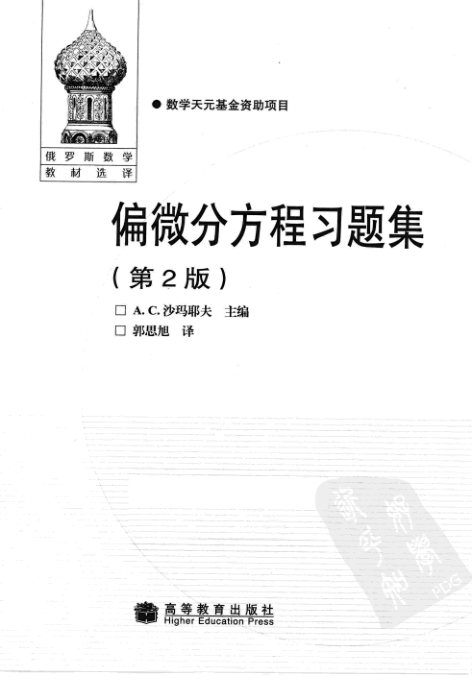 ● 数学天元基金资助项目
俄罗斯数学
教材选译
偏微分方程习题集
(第2版)
□ A. C. 沙玛耶夫 主编
□ 郭思旭 译
高等教育出版社
Higher Education Press
PDG